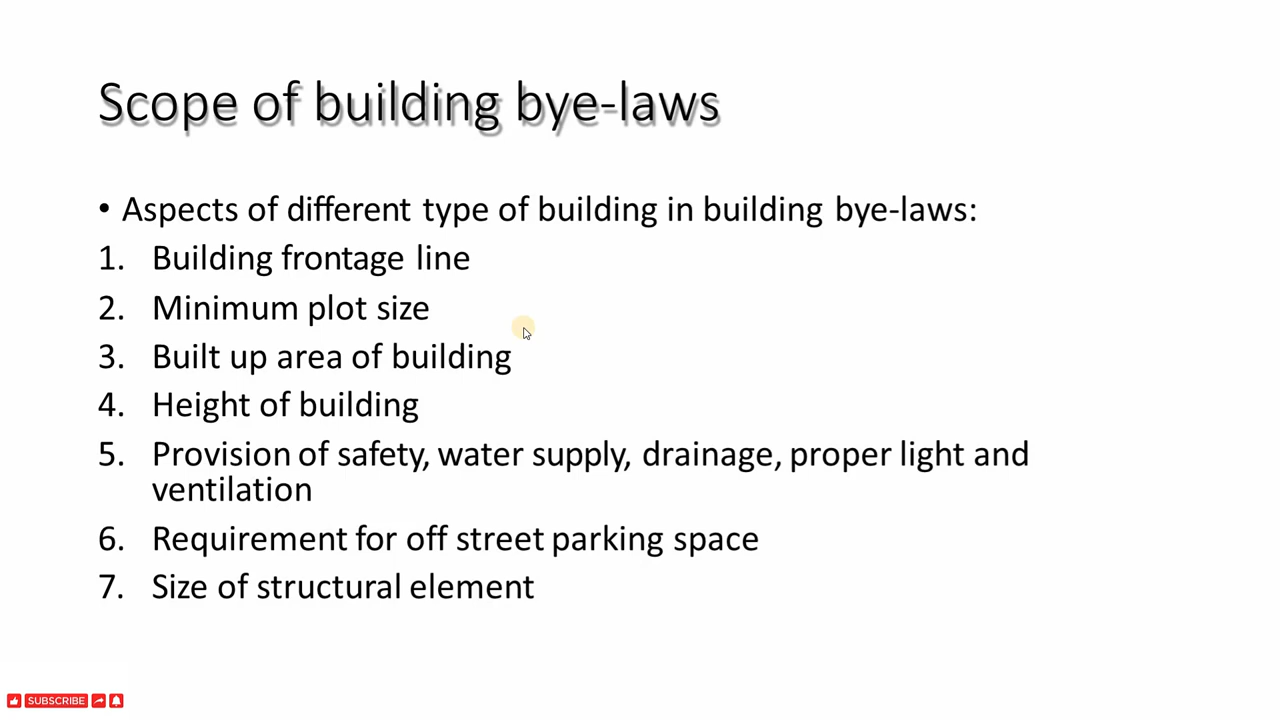 Scope of building bye-laws
• Aspects of different type of building in building bye-laws:
1. Building frontage line
2. Minimum plot size
3. Built up area of building
4. Height of building
5. Provision of safety, water supply, drainage, proper light and
ventilation
6. Requirement for off street parking space
7. Size of structural element
SUBSCRIBE